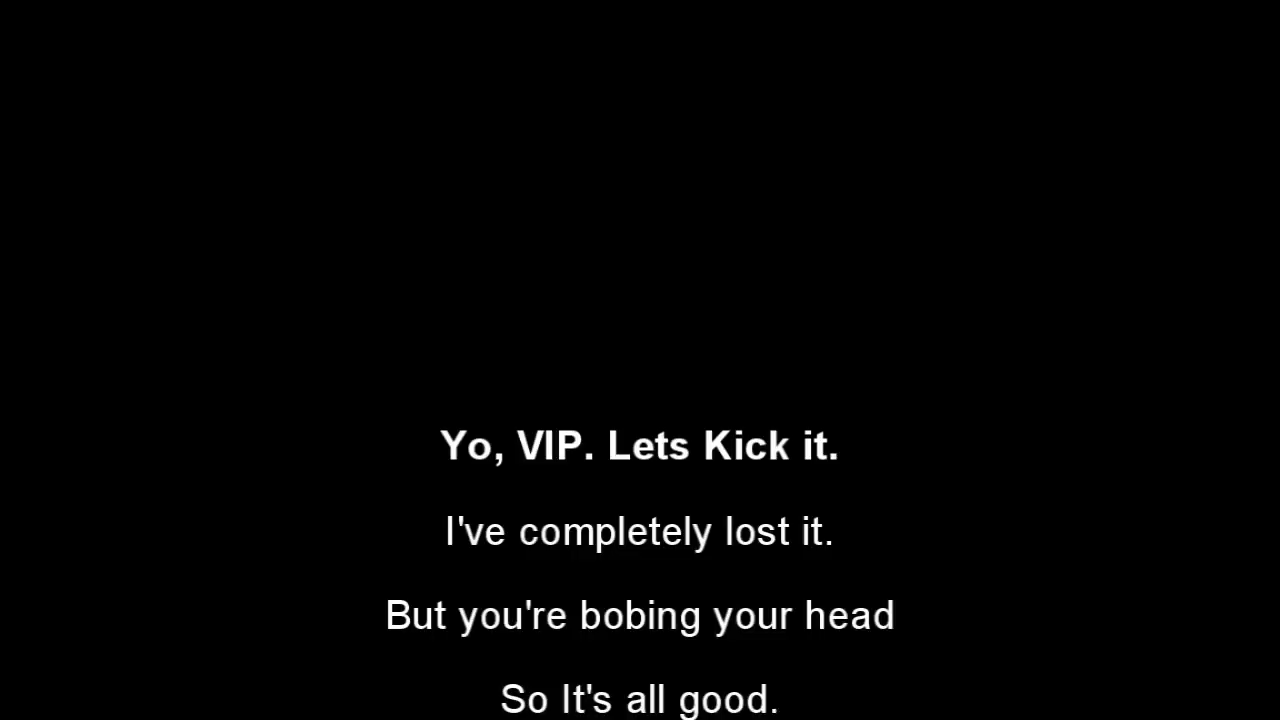 Yo, VIP. Lets Kick it.
I've completely lost it.
But you're bobing your head
So It's all good.